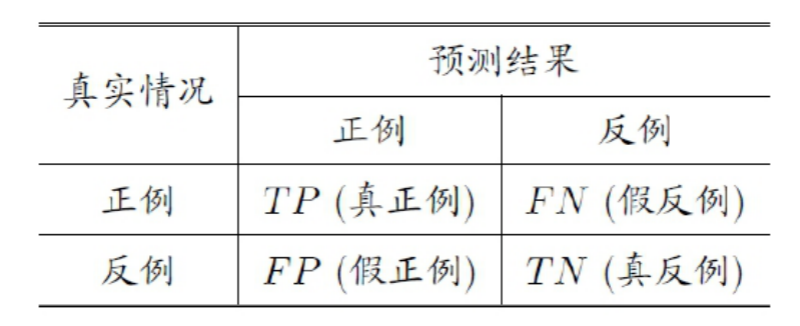 真实情况
预测结果
正例 反例
正例 TP (真正例) FN (假反例)
反例 FP (假正例) TN (真反例)